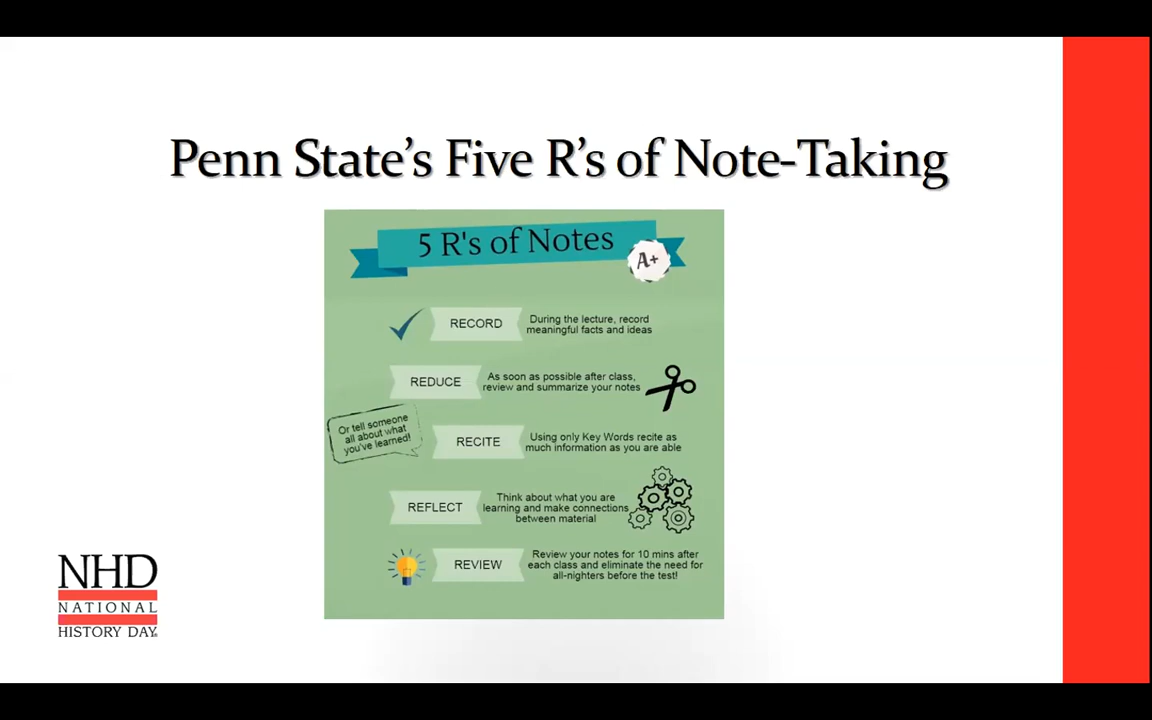 Penn State’s Five R’s of Note-Taking
5 R's of Notes
A+
RECORD
During the lecture, record
meaningful facts and ideas
REDUCE
As soon as possible after class,
review and summarize your notes
Or tell someone
all about what
you've learned!
RECITE
Using only Key Words recite as
much information as you are able
REFLECT
Think about what you are
learning and make connections
between material
REVIEW
Review your notes for 10 mins after
each class and eliminate the need for
all-nighters before the test!
NHD
NATIONAL
HISTORY DAY®